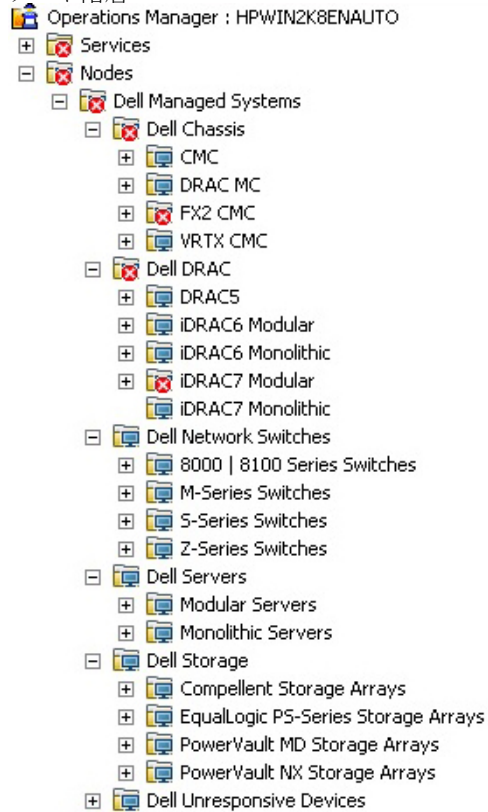 Operations Manager : HPWIN2K8ENAUTO
Services
Nodes
Dell Managed Systems
Dell Chassis
CMC
DRAC MC
FX2 CMC
VRTX CMC
Dell DRAC
DRAC5
iDRAC6 Modular
iDRAC6 Monolithic
iDRAC7 Modular
iDRAC7 Monolithic
Dell Network Switches
8000 | 8100 Series Switches
M-Series Switches
S-Series Switches
Z-Series Switches
Dell Servers
Modular Servers
Monolithic Servers
Dell Storage
Compellent Storage Arrays
EqualLogic PS-Series Storage Arrays
PowerVault MD Storage Arrays
PowerVault NX Storage Arrays
Dell Unresponsive Devices